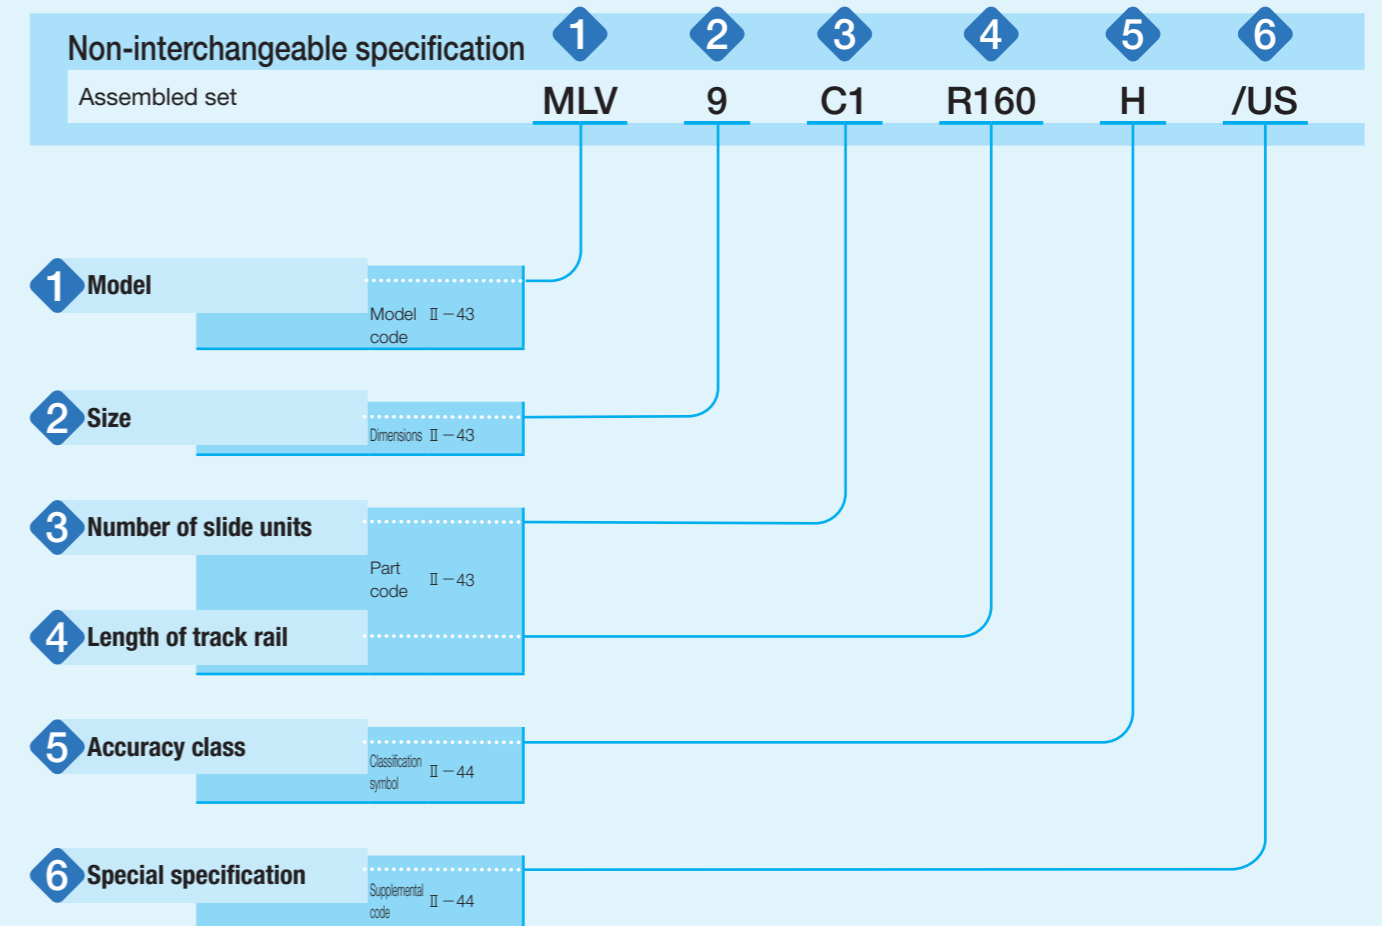 Non-interchangeable specification 1 2 3 4 5 6
Assembled set MLV 9 C1 R160 H /US
1 Model
Model Ⅱ－43
code
2 Size
Dimensions Ⅱ－43
3 Number of slide units
Part
code Ⅱ－43
4 Length of track rail
5 Accuracy class
Classification
symbol Ⅱ－44
6 Special specification
Supplemental
code Ⅱ－44